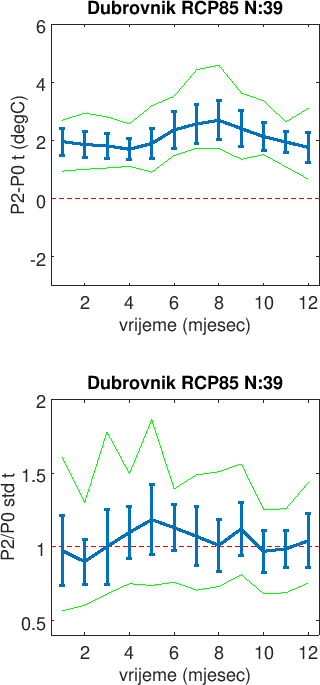 Dubrovnik RCP85 N:39
6
4
2
0
-2
P2-P0 t (degC)
2 4 6 8 10 12
vrijeme (mjesec)
Dubrovnik RCP85 N:39
2
1.5
1
0.5
P2/P0 std t
2 4 6 8 10 12
vrijeme (mjesec)